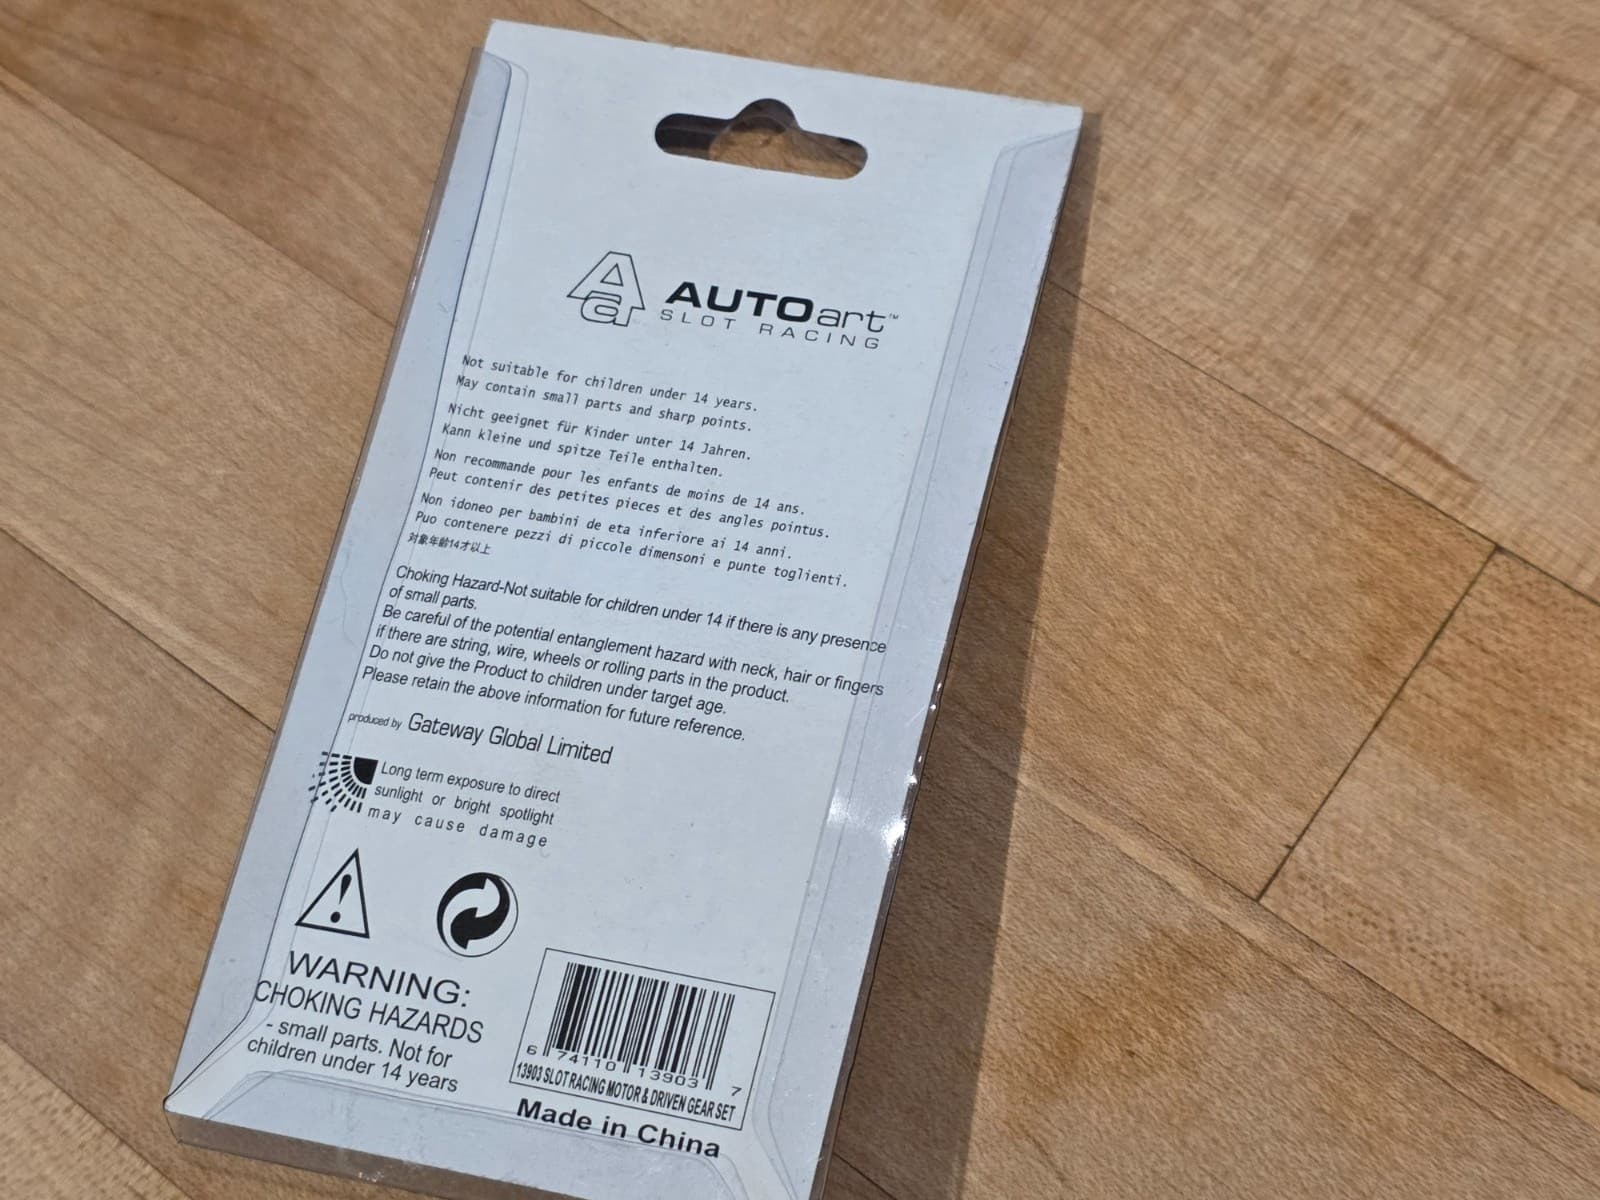 AUTOart™
SLOT RACING
Not suitable for children under 14 years.
May contain small parts and sharp points.
Nicht geeignet für Kinder unter 14 Jahren.
Kann kleine und spitze Teile enthalten.
Non recommande pour les enfants de moins de 14 ans.
Peut contenir des petites pieces et des angles pointus.
Non idoneo per bambini de eta inferiore ai 14 anni.
Puo contenere pezzi di piccole dimensoni e punte toglienti.
対象年齢14才以上
Choking Hazard-Not suitable for children under 14 if there is any presence
of small parts.
Be careful of the potential entanglement hazard with neck, hair or fingers
if there are string, wire, wheels or rolling parts in the product.
Do not give the Product to children under target age.
Please retain the above information for future reference.
produced by Gateway Global Limited
Long term exposure to direct
sunlight or bright spotlight
may cause damage
WARNING:
CHOKING HAZARDS
- small parts. Not for
children under 14 years
6 74110 13903 7
13903 SLOT RACING MOTOR & DRIVEN GEAR SET
Made in China